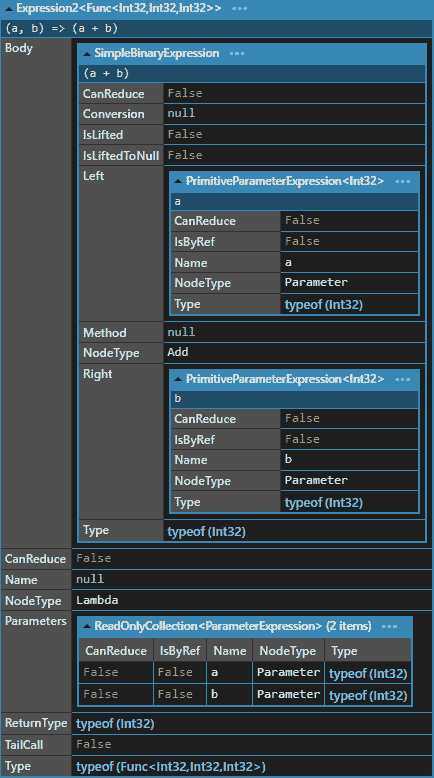 Expression2<Func<Int32,Int32,Int32>>
(a, b) => (a + b)
Body
SimpleBinaryExpression
(a + b)
CanReduce False
Conversion null
IsLifted False
IsLiftedToNull False
Left
PrimitiveParameterExpression<Int32>
a
CanReduce False
IsByRef False
Name a
NodeType Parameter
Type typeof (Int32)
Method null
NodeType Add
Right
PrimitiveParameterExpression<Int32>
b
CanReduce False
IsByRef False
Name b
NodeType Parameter
Type typeof (Int32)
Type typeof (Int32)
CanReduce False
Name null
NodeType Lambda
Parameters
ReadOnlyCollection<ParameterExpression> (2 items)
CanReduce IsByRef Name NodeType Type
False False a Parameter typeof (Int32)
False False b Parameter typeof (Int32)
ReturnType typeof (Int32)
TailCall False
Type typeof (Func<Int32,Int32,Int32>)